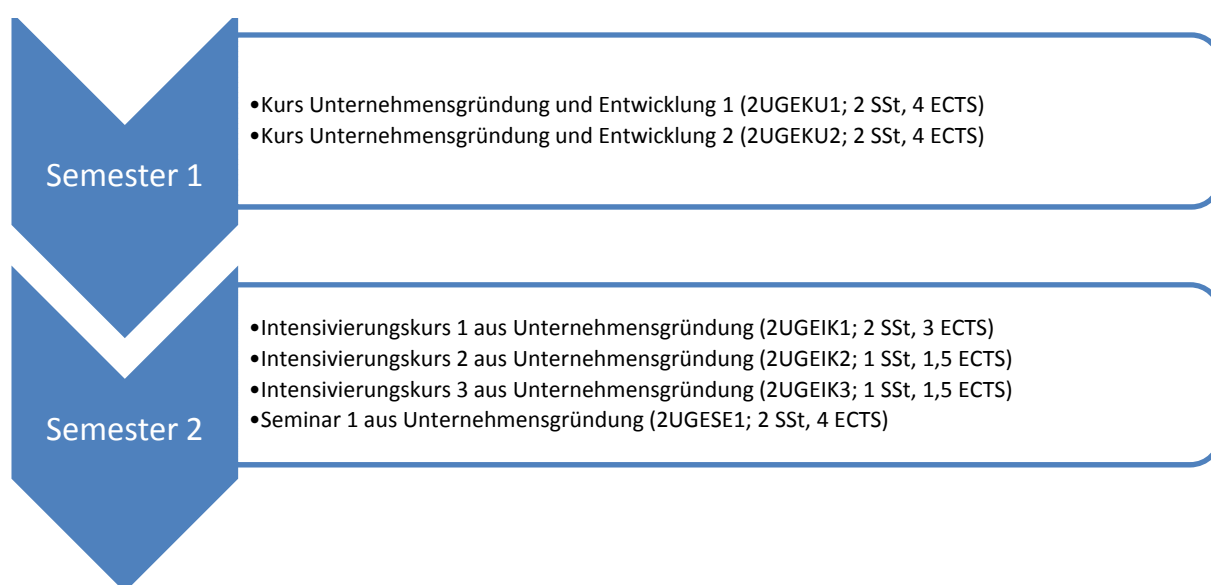 Semester 1
•Kurs Unternehmensgründung und Entwicklung 1 (2UGEKU1; 2 SSt, 4 ECTS)
•Kurs Unternehmensgründung und Entwicklung 2 (2UGEKU2; 2 SSt, 4 ECTS)
Semester 2
•Intensivierungskurs 1 aus Unternehmensgründung (2UGEIK1; 2 SSt, 3 ECTS)
•Intensivierungskurs 2 aus Unternehmensgründung (2UGEIK2; 1 SSt, 1,5 ECTS)
•Intensivierungskurs 3 aus Unternehmensgründung (2UGEIK3; 1 SSt, 1,5 ECTS)
•Seminar 1 aus Unternehmensgründung (2UGESE1; 2 SSt, 4 ECTS)